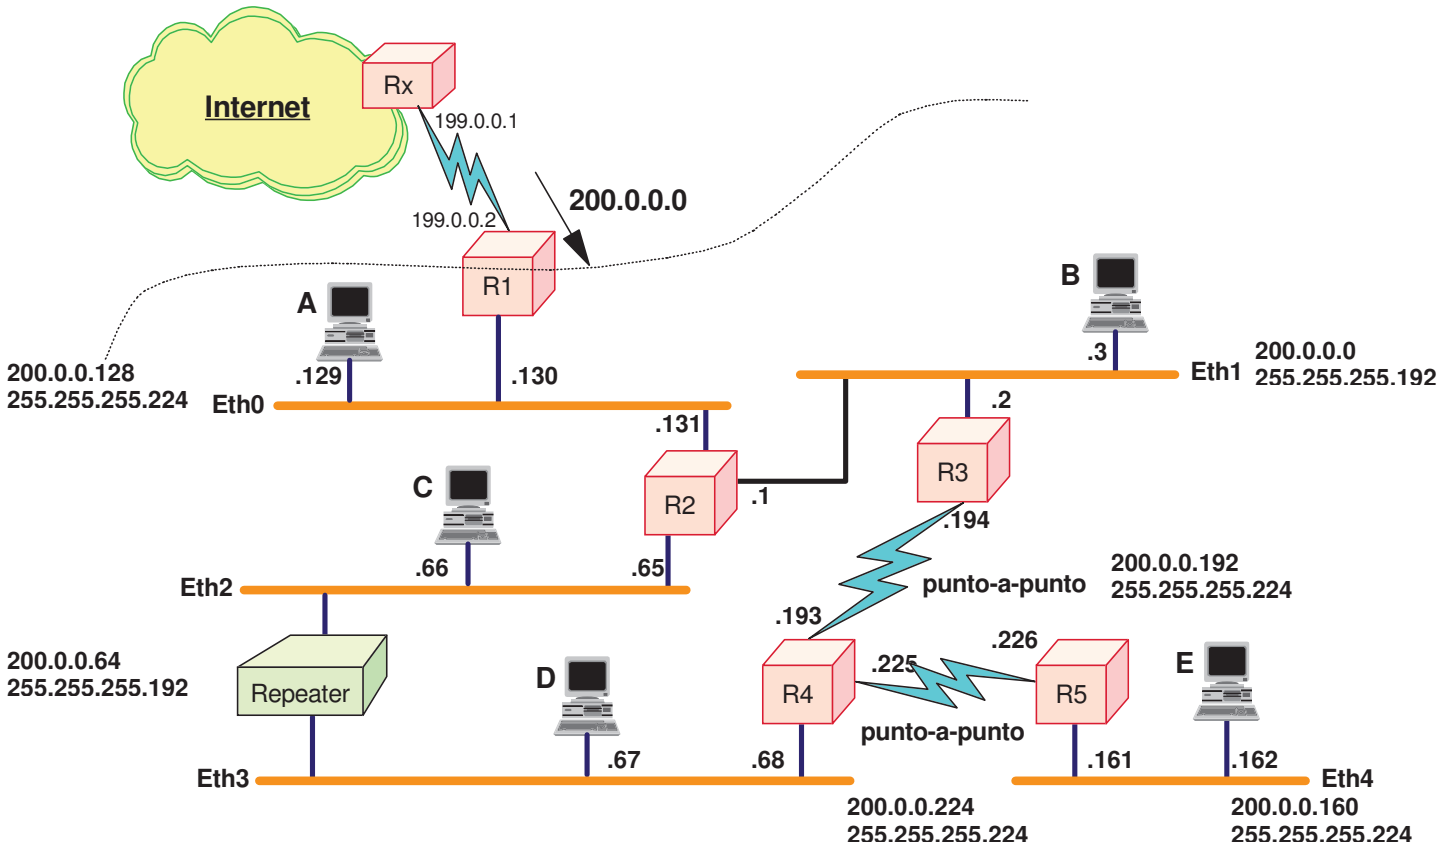 Rx
Internet
199.0.0.1
199.0.0.2
200.0.0.0
R1
A
B
200.0.0.128
255.255.255.224
.129
.130
.3
Eth0
Eth1
200.0.0.0
255.255.255.192
.131
.2
R2
.1
R3
.194
C
.66
.65
Eth2
punto-a-punto
200.0.0.192
255.255.255.224
.193
200.0.0.64
255.255.255.192
Repeater
D
R4
.225
.226
R5
E
punto-a-punto
.67
.68
.161
.162
Eth3
Eth4
200.0.0.224
255.255.255.224
200.0.0.160
255.255.255.224